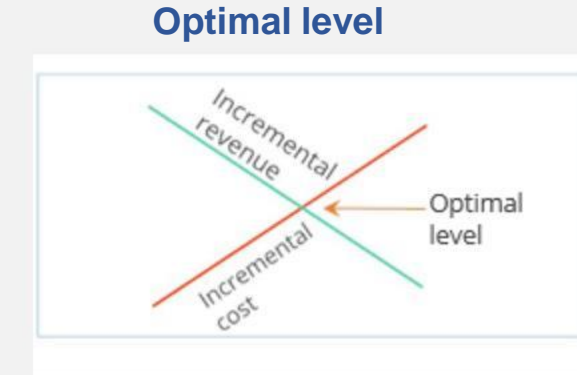 Optimal level
Incremental
revenue
Optimal
level
Incremental
cost